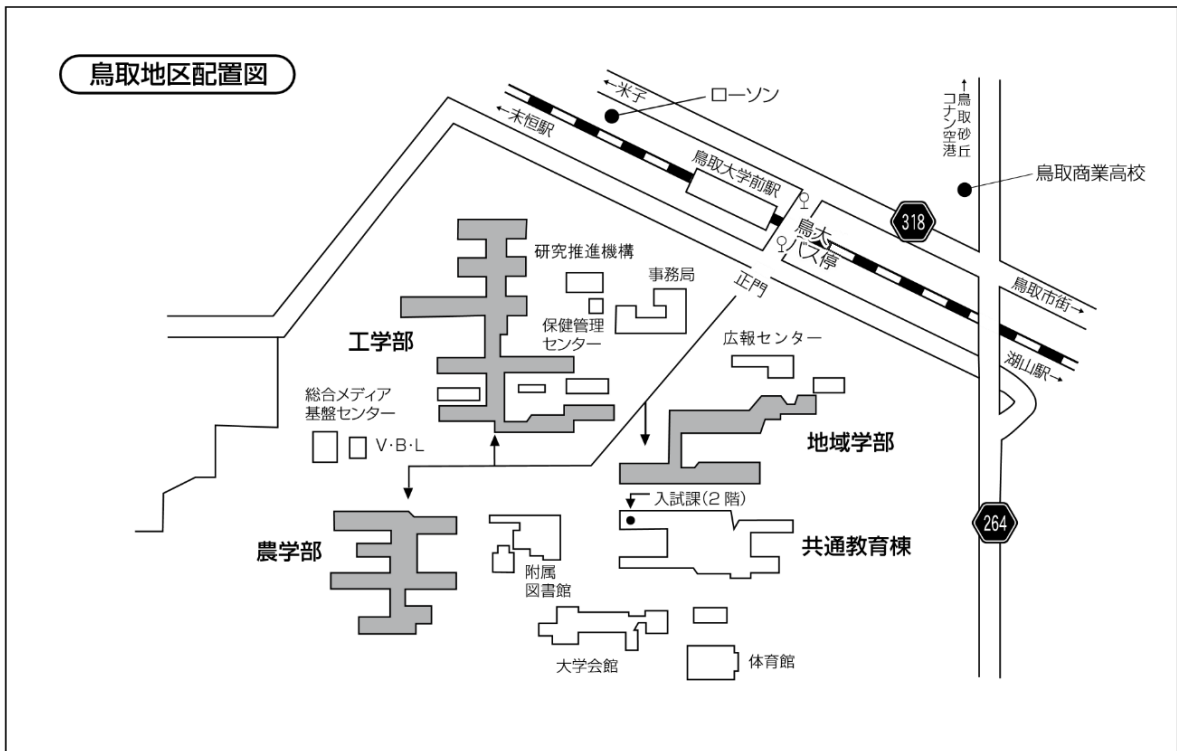 鳥取地区配置図
←米子
ローソン
←末恒駅
↑鳥取砂丘
コナン空港
鳥取大学前駅
鳥取商業高校
318
鳥大
バス停
研究推進機構
事務局
正門
鳥取市街→
保健管理
センター
広報センター
工学部
湖山駅→
総合メディア
基盤センター
V・B・L
地域学部
入試課(2階)
264
農学部
共通教育棟
附属
図書館
大学会館
体育館